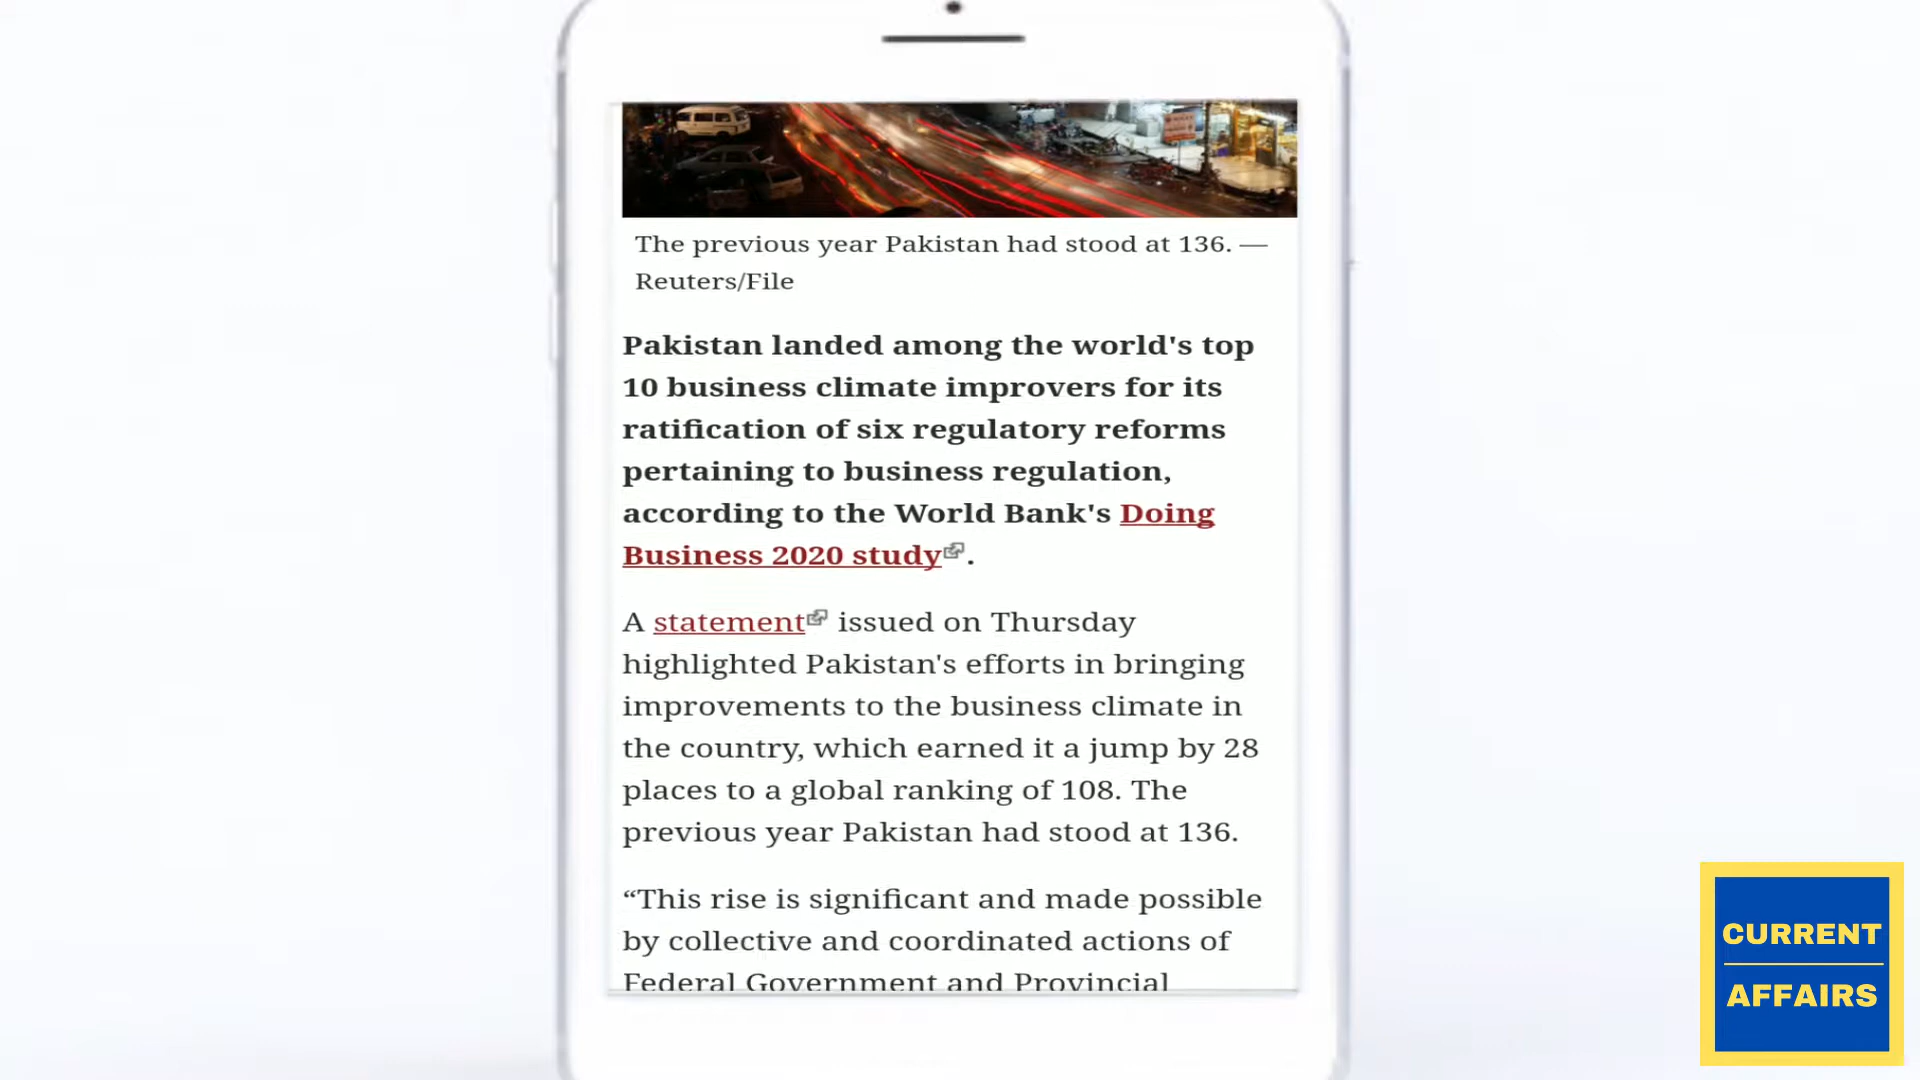 The previous year Pakistan had stood at 136. —
Reuters/File
Pakistan landed among the world's top
10 business climate improvers for its
ratification of six regulatory reforms
pertaining to business regulation,
according to the World Bank's Doing
Business 2020 study.
A statement issued on Thursday
highlighted Pakistan's efforts in bringing
improvements to the business climate in
the country, which earned it a jump by 28
places to a global ranking of 108. The
previous year Pakistan had stood at 136.
“This rise is significant and made possible
by collective and coordinated actions of
Federal Government and Provincial
CURRENT
AFFAIRS